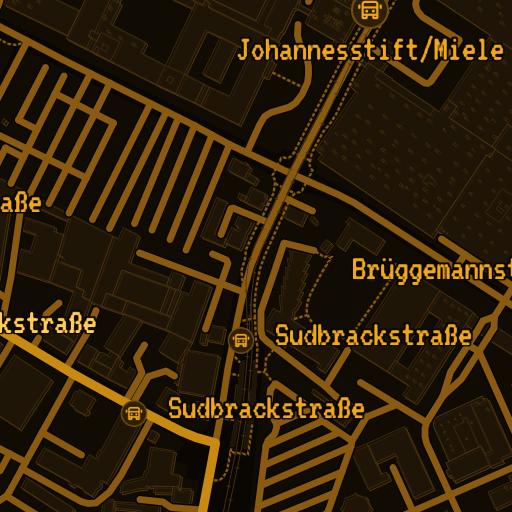 Johannesstift/Miele
aße
Brüggemannst
kstraße
Sudbrackstraße
Sudbrackstraße